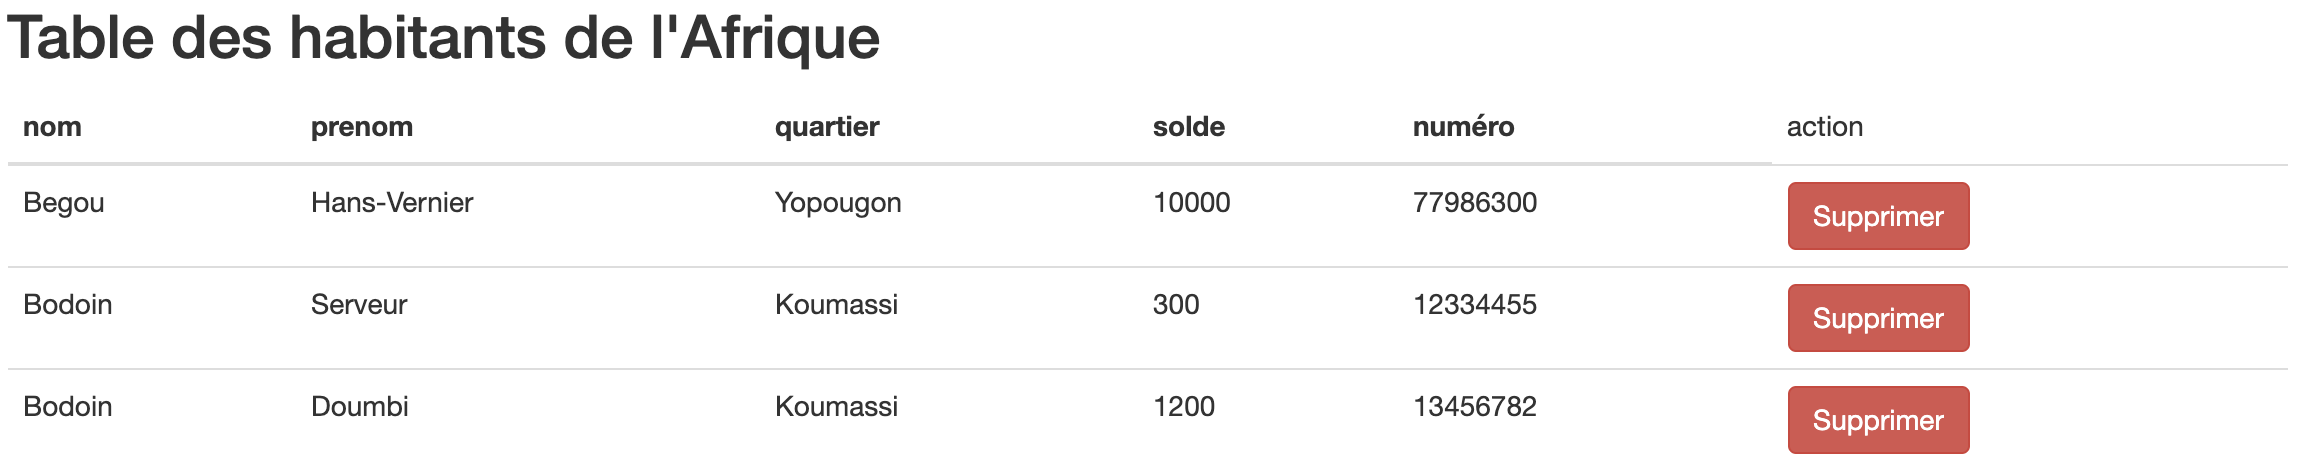 Table des habitants de l'Afrique
nom prenom quartier solde numéro action
Begou Hans-Vernier Yopougon 10000 77986300 Supprimer
Bodoin Serveur Koumassi 300 12334455 Supprimer
Bodoin Doumbi Koumassi 1200 13456782 Supprimer